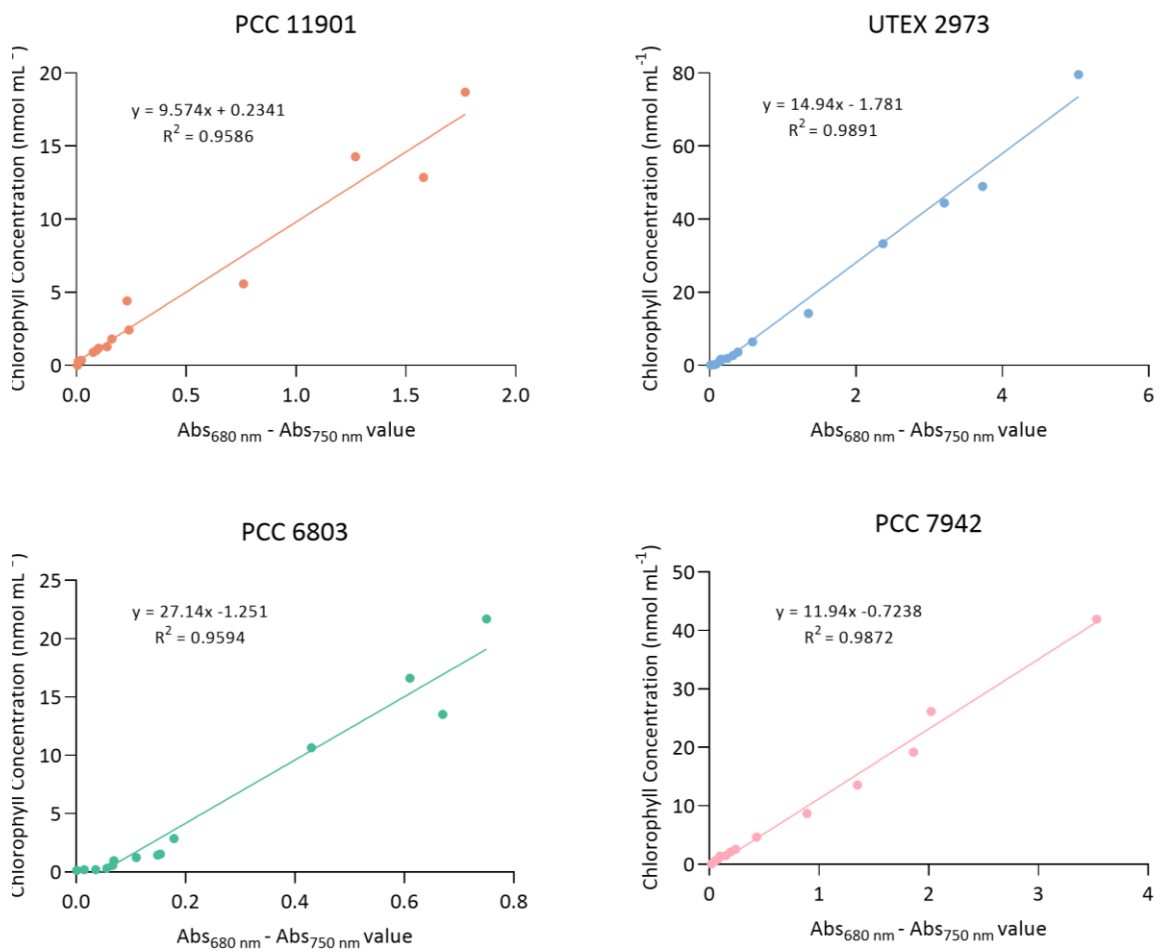 PCC 11901
Chlorophyll Concentration (nmol mL⁻
20
15
10
5
0
y = 9.574x + 0.2341
R² = 0.9586
0.0 0.5 1.0 1.5 2.0
Abs₆₈₀ ₙₘ - Abs₇₅₀ ₙₘ value
UTEX 2973
Chlorophyll Concentration (nmol mL⁻¹)
80
60
40
20
0
y = 14.94x - 1.781
R² = 0.9891
0 2 4 6
Abs₆₈₀ ₙₘ - Abs₇₅₀ ₙₘ value
PCC 6803
Chlorophyll Concentration (nmol mL⁻
25
20
15
10
5
0
y = 27.14x -1.251
R² = 0.9594
0.0 0.2 0.4 0.6 0.8
Abs₆₈₀ ₙₘ - Abs₇₅₀ ₙₘ value
PCC 7942
Chlorophyll Concentration (nmol mL⁻¹)
50
40
30
20
10
0
y = 11.94x -0.7238
R² = 0.9872
0 1 2 3 4
Abs₆₈₀ ₙₘ - Abs₇₅₀ ₙₘ value